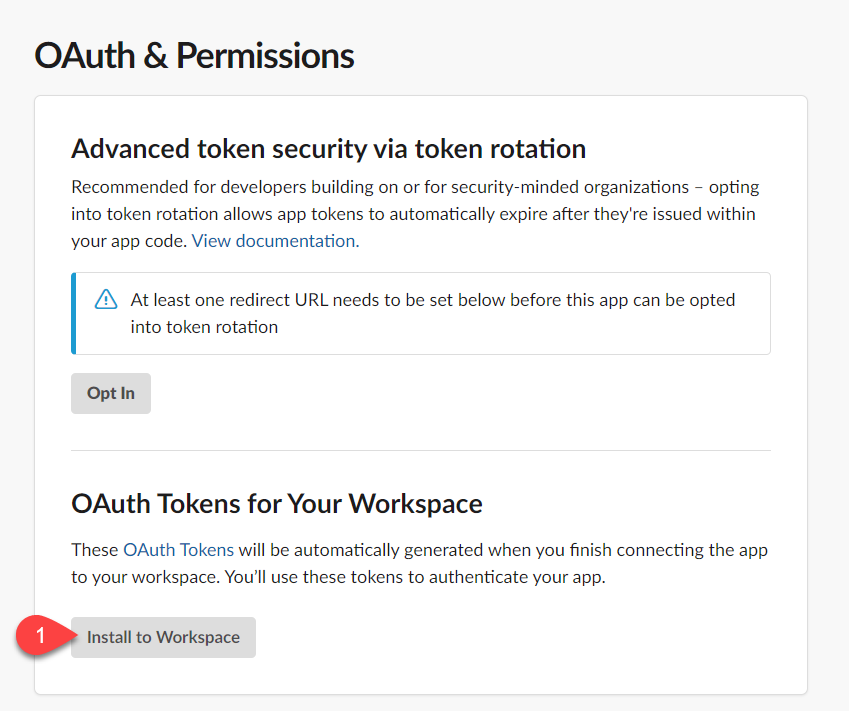 OAuth & Permissions
Advanced token security via token rotation
Recommended for developers building on or for security-minded organizations – opting
into token rotation allows app tokens to automatically expire after they're issued within
your app code. View documentation.
At least one redirect URL needs to be set below before this app can be opted
into token rotation
Opt In
OAuth Tokens for Your Workspace
These OAuth Tokens will be automatically generated when you finish connecting the app
to your workspace. You’ll use these tokens to authenticate your app.
1
Install to Workspace